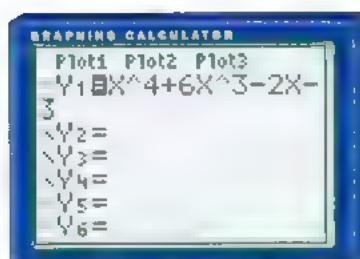 GRAPHING CALCULATOR
Plot1 Plot2 Plot3
\Y1=X^4+6X^3-2X-
3
\Y2=
\Y3=
\Y4=
\Y5=
\Y6=